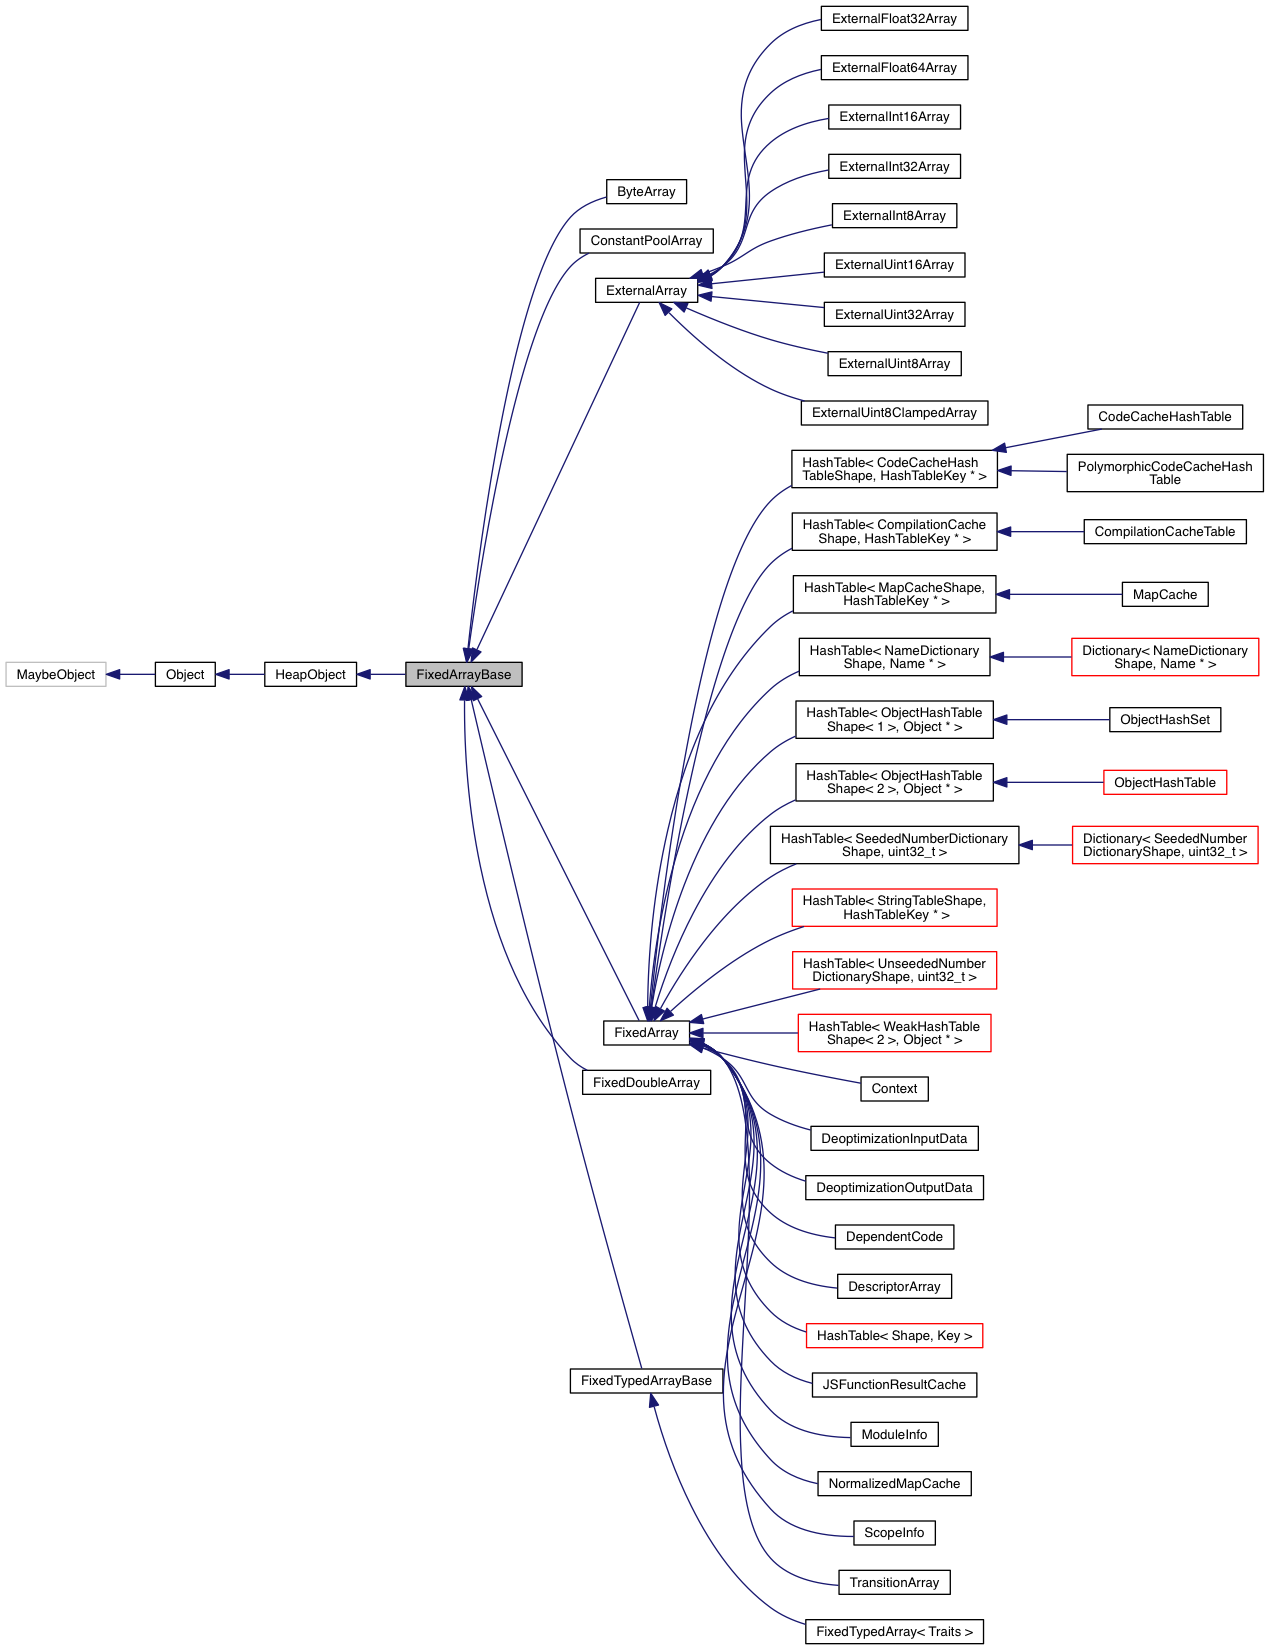 ExternalFloat32Array
ExternalFloat64Array
ExternalInt16Array
ExternalInt32Array
ByteArray
ExternalInt8Array
ConstantPoolArray
ExternalUint16Array
ExternalArray
ExternalUint32Array
ExternalUint8Array
ExternalUint8ClampedArray
CodeCacheHashTable
HashTable< CodeCacheHash
TableShape, HashTableKey * >
PolymorphicCodeCacheHash
Table
HashTable< CompilationCache
Shape, HashTableKey * >
CompilationCacheTable
HashTable< MapCacheShape,
HashTableKey * >
MapCache
HashTable< NameDictionary
Shape, Name * >
Dictionary< NameDictionary
Shape, Name * >
MaybeObject
Object
HeapObject
FixedArrayBase
HashTable< ObjectHashTable
Shape< 1 >, Object * >
ObjectHashSet
HashTable< ObjectHashTable
Shape< 2 >, Object * >
ObjectHashTable
HashTable< SeededNumberDictionary
Shape, uint32_t >
Dictionary< SeededNumber
DictionaryShape, uint32_t >
HashTable< StringTableShape,
HashTableKey * >
HashTable< UnseededNumber
DictionaryShape, uint32_t >
FixedArray
HashTable< WeakHashTable
Shape< 2 >, Object * >
FixedDoubleArray
Context
DeoptimizationInputData
DeoptimizationOutputData
DependentCode
DescriptorArray
HashTable< Shape, Key >
FixedTypedArrayBase
JSFunctionResultCache
ModuleInfo
NormalizedMapCache
ScopeInfo
TransitionArray
FixedTypedArray< Traits >